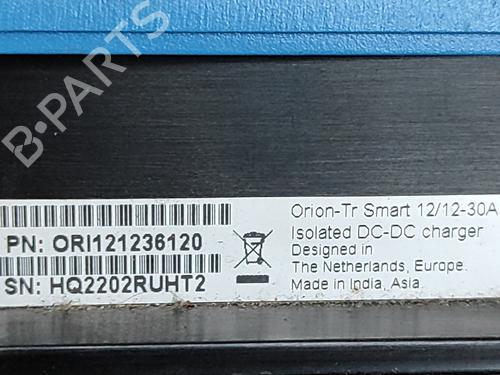 B-PARTS
Orion-Tr Smart 12/12-30A
Isolated DC-DC charger
PN: ORI121236120
Designed in
The Netherlands, Europe.
SN: HQ2202RUHT2
Made in India, Asia.